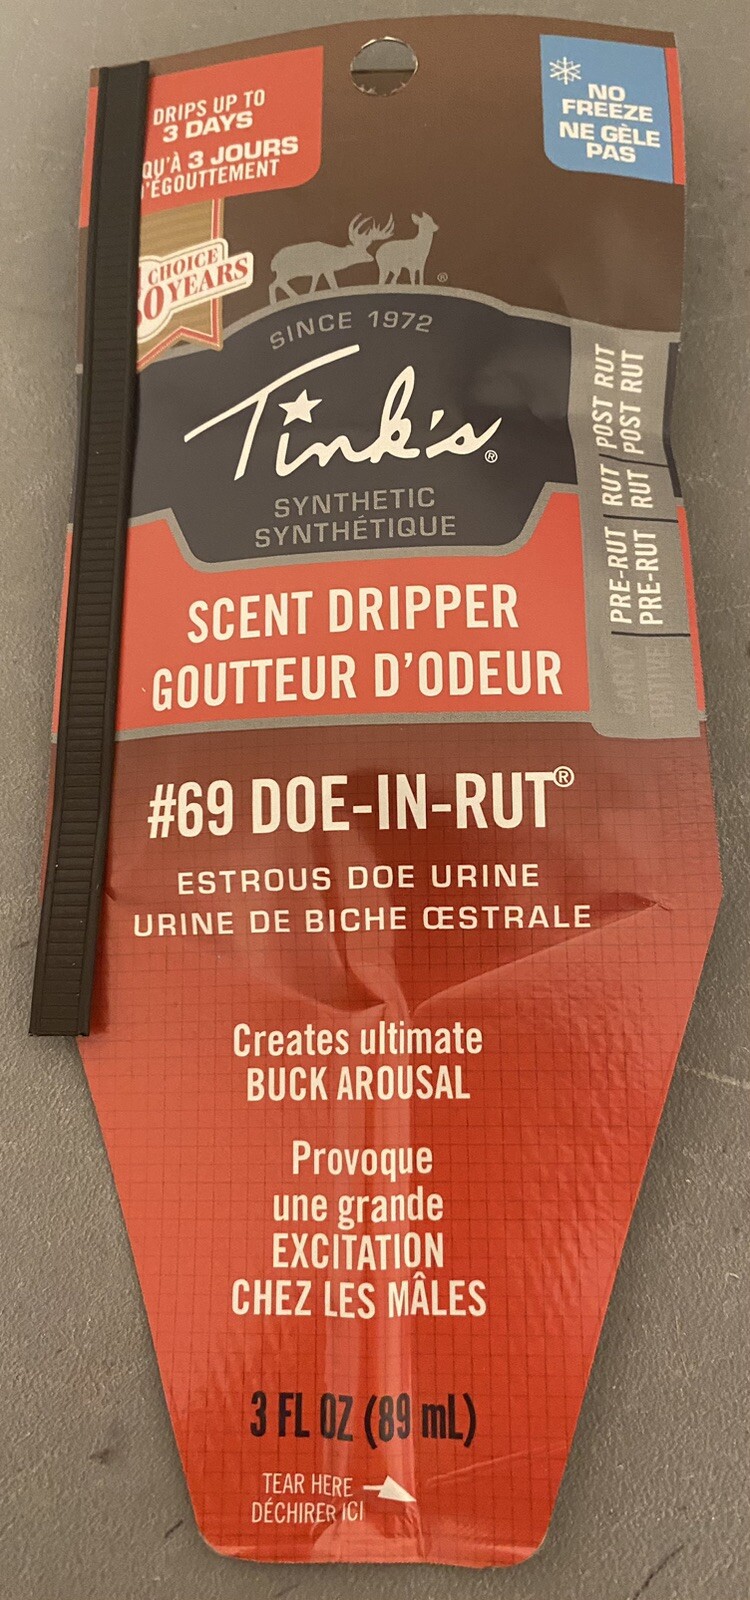 DRIPS UP TO
3 DAYS
QU'À 3 JOURS
D'ÉGOUTTEMENT
NO
FREEZE
NE GÈLE
PAS
CHOICE
YEARS
®
SINCE 1972
Tink's®
SYNTHETIC
SYNTHÉTIQUE
PRE-RUT RUT POST RUT
PRE-RUT RUT POST RUT
SCENT DRIPPER
GOUTTEUR D'ODEUR
#69 DOE-IN-RUT®
ESTROUS DOE URINE
URINE DE BICHE ŒSTRALE
Creates ultimate
BUCK AROUSAL
Provoque
une grande
EXCITATION
CHEZ LES MÂLES
3 FL OZ (89 mL)
TEAR HERE
DÉCHIRER ICI